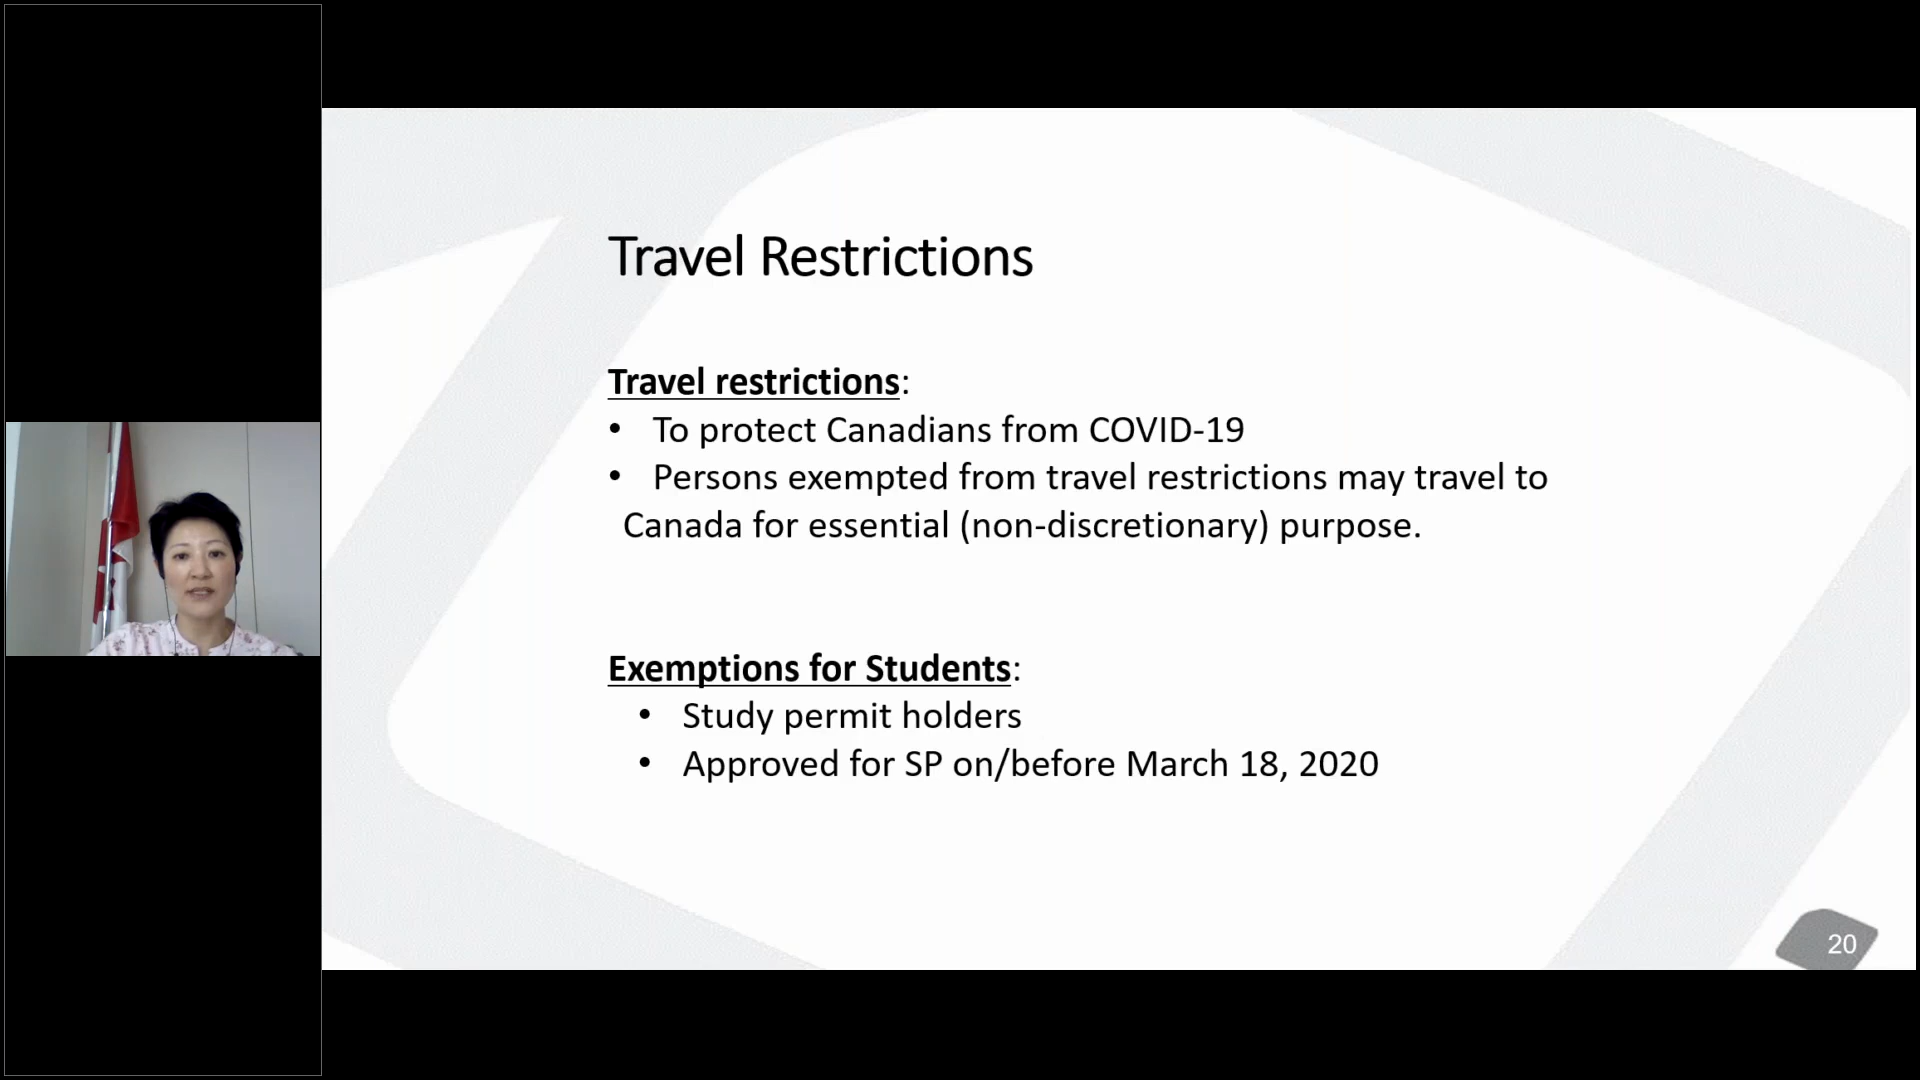 Travel Restrictions
Travel restrictions:
• To protect Canadians from COVID-19
• Persons exempted from travel restrictions may travel to
Canada for essential (non-discretionary) purpose.
Exemptions for Students:
• Study permit holders
• Approved for SP on/before March 18, 2020
20